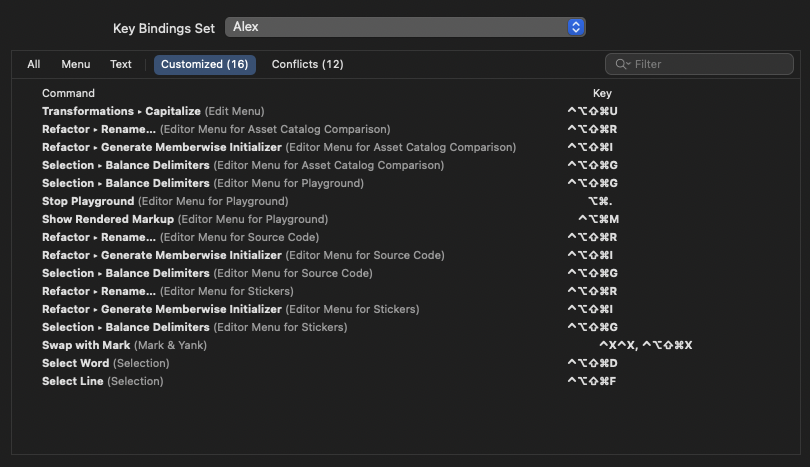 Key Bindings Set Alex
All Menu Text Customized (16) Conflicts (12) Filter
Command Key
Transformations ▸ Capitalize (Edit Menu) ^⌥⇧⌘U
Refactor ▸ Rename... (Editor Menu for Asset Catalog Comparison) ^⌥⇧⌘R
Refactor ▸ Generate Memberwise Initializer (Editor Menu for Asset Catalog Comparison) ^⌥⇧⌘I
Selection ▸ Balance Delimiters (Editor Menu for Asset Catalog Comparison) ^⌥⇧⌘G
Selection ▸ Balance Delimiters (Editor Menu for Playground) ^⌥⇧⌘G
Stop Playground (Editor Menu for Playground) ⌥⌘.
Show Rendered Markup (Editor Menu for Playground) ^⌥⌘M
Refactor ▸ Rename... (Editor Menu for Source Code) ^⌥⇧⌘R
Refactor ▸ Generate Memberwise Initializer (Editor Menu for Source Code) ^⌥⇧⌘I
Selection ▸ Balance Delimiters (Editor Menu for Source Code) ^⌥⇧⌘G
Refactor ▸ Rename... (Editor Menu for Stickers) ^⌥⇧⌘R
Refactor ▸ Generate Memberwise Initializer (Editor Menu for Stickers) ^⌥⇧⌘I
Selection ▸ Balance Delimiters (Editor Menu for Stickers) ^⌥⇧⌘G
Swap with Mark (Mark & Yank) ^X^X, ^⌥⇧⌘X
Select Word (Selection) ^⌥⇧⌘D
Select Line (Selection) ^⌥⇧⌘F